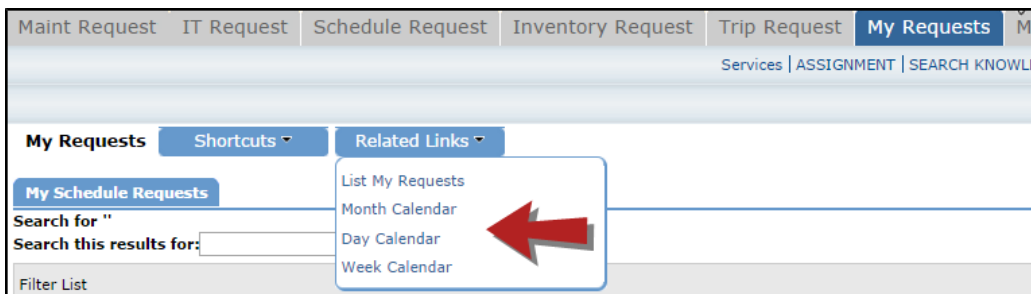 Maint Request IT Request Schedule Request Inventory Request Trip Request My Requests
Services | ASSIGNMENT | SEARCH
My Requests Shortcuts Related Links
List My Requests
My Schedule Requests
Month Calendar
Search for ''
Day Calendar
Search this results for:
Week Calendar
Filter List